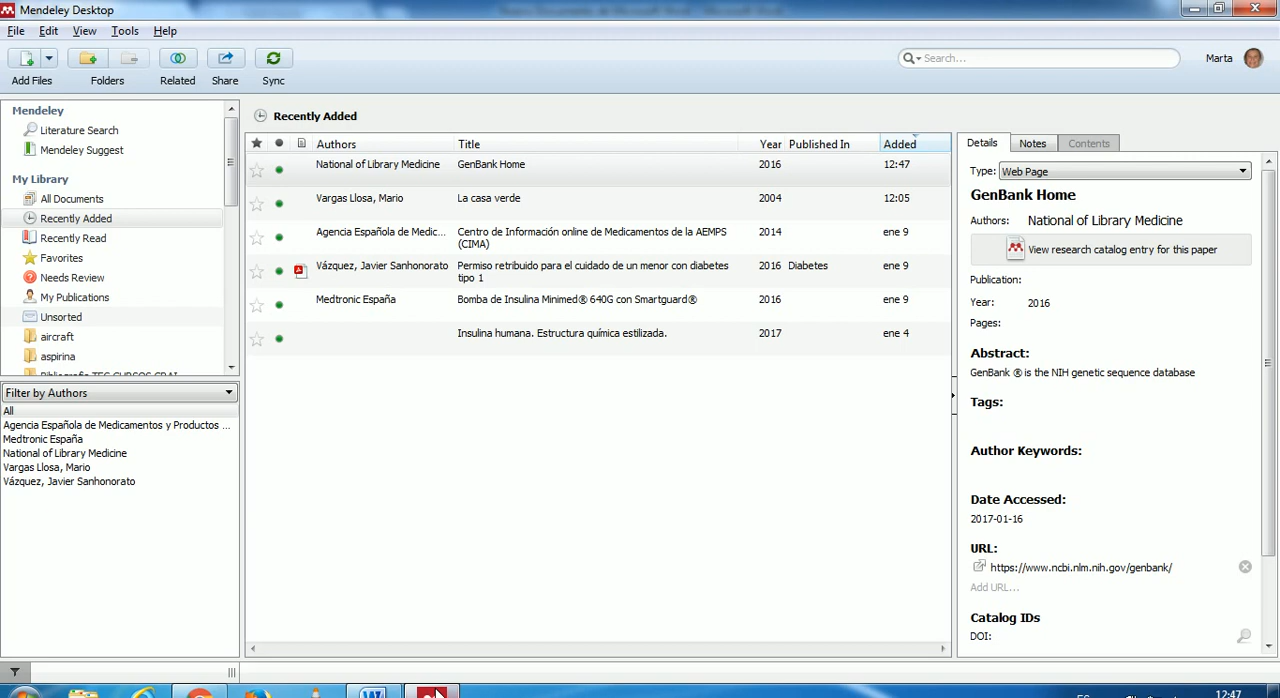 Mendeley Desktop
File Edit View Tools Help
Add Files Folders Related Share Sync
Search...
Marta
Mendeley
Literature Search
Mendeley Suggest
My Library
All Documents
Recently Added
Recently Read
Favorites
Needs Review
My Publications
Unsorted
aircraft
aspirina
Filter by Authors
All
Agencia Española de Medicamentos y Productos ...
Medtronic España
National of Library Medicine
Vargas Llosa, Mario
Vázquez, Javier Sanhonorato
Recently Added
Authors Title Year Published In Added
National of Library Medicine GenBank Home 2016 12:47
Vargas Llosa, Mario La casa verde 2004 12:05
Agencia Española de Medic... Centro de Información online de Medicamentos de la AEMPS 2014 ene 9
(CIMA)
Vázquez, Javier Sanhonorato Permiso retribuido para el cuidado de un menor con diabetes 2016 Diabetes ene 9
tipo 1
Medtronic España Bomba de Insulina Minimed® 640G con Smartguard® 2016 ene 9
Insulina humana. Estructura química estilizada. 2017 ene 4
Details Notes Contents
Type: Web Page
GenBank Home
Authors: National of Library Medicine
View research catalog entry for this paper
Publication:
Year: 2016
Pages:
Abstract:
GenBank ® is the NIH genetic sequence database
Tags:
Author Keywords:
Date Accessed:
2017-01-16
URL:
https://www.ncbi.nlm.nih.gov/genbank/
Add URL...
Catalog IDs
DOI:
ES 12:47